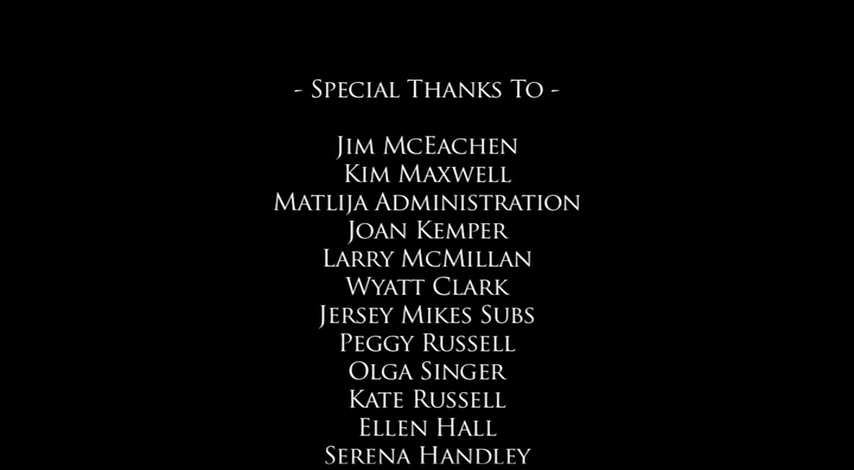 - Special Thanks To -
Jim McEachen
Kim Maxwell
Matlija Administration
Joan Kemper
Larry McMillan
Wyatt Clark
Jersey Mikes Subs
Peggy Russell
Olga Singer
Kate Russell
Ellen Hall
Serena Handley